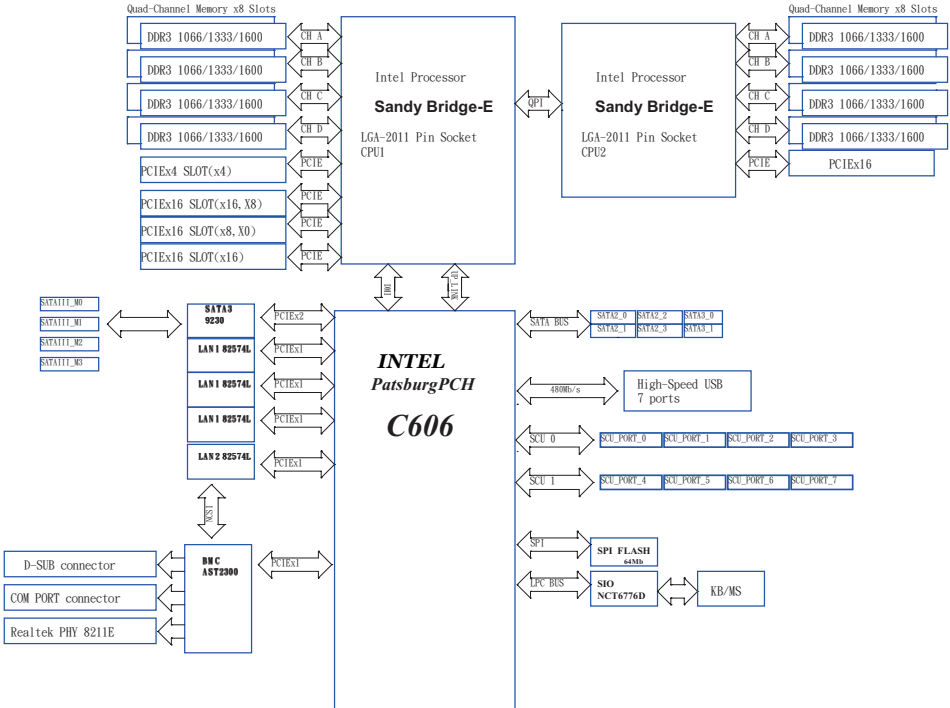 Quad-Channel Memory x8 Slots
DDR3 1066/1333/1600
CH A
DDR3 1066/1333/1600
CH B
DDR3 1066/1333/1600
CH C
DDR3 1066/1333/1600
CH D
PCIEx4 SLOT(x4)
PCIE
PCIEx16 SLOT(x16,X8)
PCIE
PCIEx16 SLOT(x8,X0)
PCIE
PCIEx16 SLOT(x16)
PCIE
Intel Processor
Sandy Bridge-E
LGA-2011 Pin Socket
CPU1
QPI
Intel Processor
Sandy Bridge-E
LGA-2011 Pin Socket
CPU2
Quad-Channel Memory x8 Slots
CH A
DDR3 1066/1333/1600
CH B
DDR3 1066/1333/1600
CH C
DDR3 1066/1333/1600
CH D
DDR3 1066/1333/1600
PCIE
PCIEx16
DMI
UP_LINK
SATAIII_M0
SATAIII_M1
SATAIII_M2
SATAIII_M3
SATA3
9230
PCIEx2
LAN1 82574L
PCIEx1
LAN1 82574L
PCIEx1
LAN1 82574L
PCIEx1
LAN2 82574L
PCIEx1
NCSI
BMC
AST2300
PCIEx1
D-SUB connector
COM PORT connector
Realtek PHY 8211E
INTEL
PatsburgPCH
C606
SATA BUS
SATA2_0 SATA2_2 SATA3_0
SATA2_1 SATA2_3 SATA3_1
480Mb/s
High-Speed USB
7 ports
SCU 0
SCU_PORT_0 SCU_PORT_1 SCU_PORT_2 SCU_PORT_3
SCU 1
SCU_PORT_4 SCU_PORT_5 SCU_PORT_6 SCU_PORT_7
SPI
SPI FLASH
64Mb
LPC BUS
SIO
NCT6776D
KB/MS